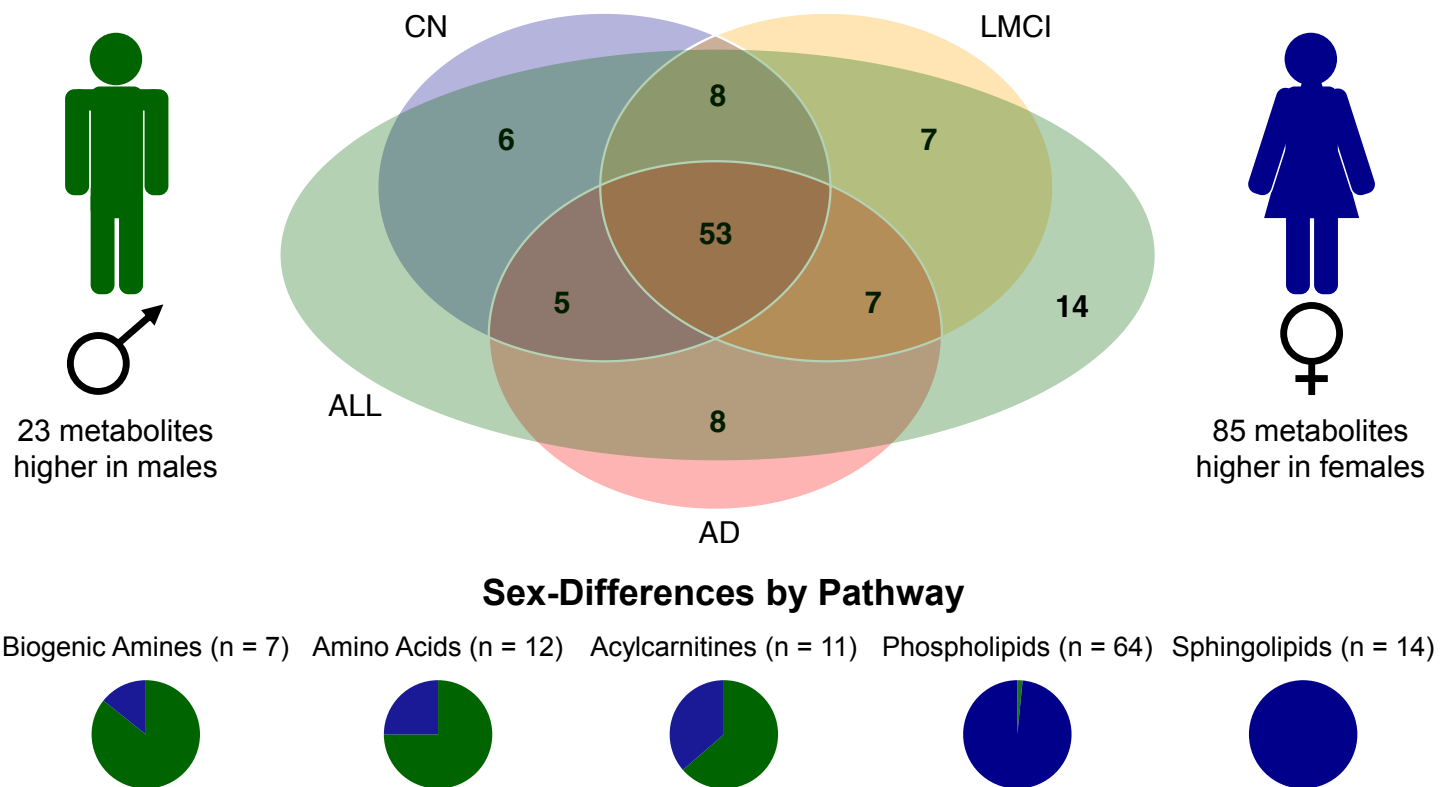 CN
LMCI
8
6
7
53
5
7
14
ALL
8
AD
23 metabolites
higher in males
85 metabolites
higher in females
Sex-Differences by Pathway
Biogenic Amines (n = 7)
Amino Acids (n = 12)
Acylcarnitines (n = 11)
Phospholipids (n = 64)
Sphingolipids (n = 14)